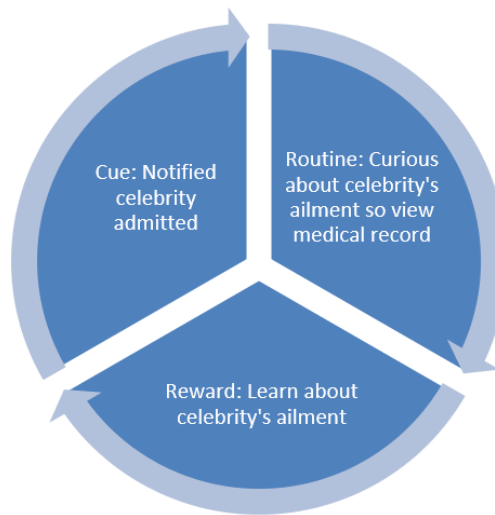 Cue: Notified
celebrity
admitted
Routine: Curious
about celebrity's
ailment so view
medical record
Reward: Learn about
celebrity's ailment